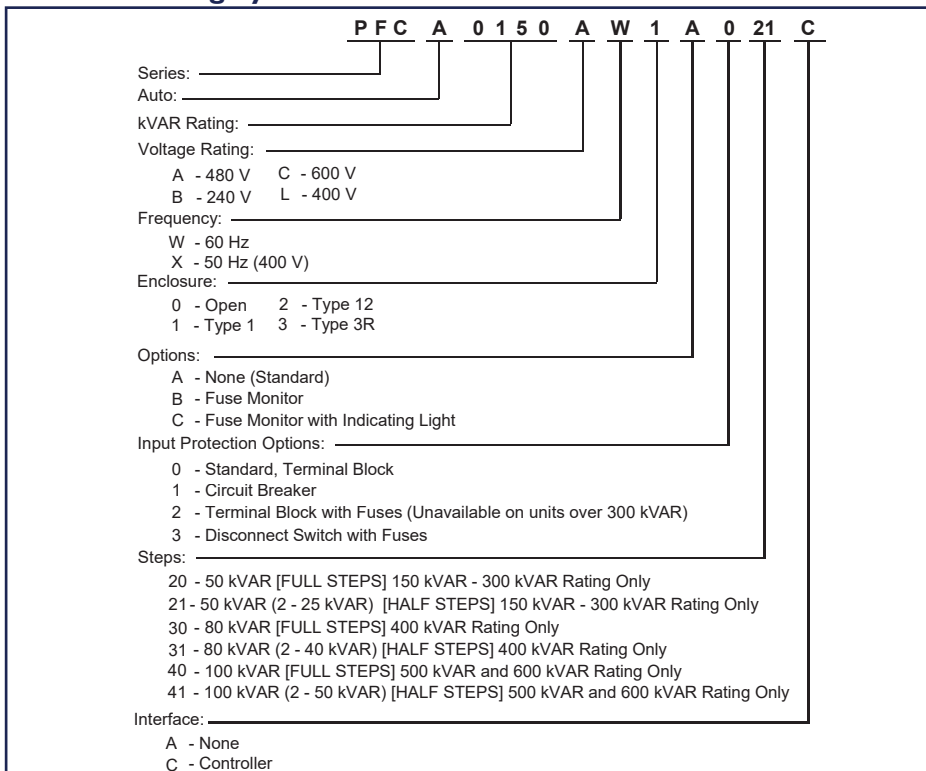 P F C A 0 1 5 0 A W 1 A 0 21 C
Series:
Auto:
kVAR Rating:
Voltage Rating:
A - 480 V C - 600 V
B - 240 V L - 400 V
Frequency:
W - 60 Hz
X - 50 Hz (400 V)
Enclosure:
0 - Open 2 - Type 12
1 - Type 1 3 - Type 3R
Options:
A - None (Standard)
B - Fuse Monitor
C - Fuse Monitor with Indicating Light
Input Protection Options:
0 - Standard, Terminal Block
1 - Circuit Breaker
2 - Terminal Block with Fuses (Unavailable on units over 300 kVAR)
3 - Disconnect Switch with Fuses
Steps:
20 - 50 kVAR [FULL STEPS] 150 kVAR - 300 kVAR Rating Only
21 - 50 kVAR (2 - 25 kVAR) [HALF STEPS] 150 kVAR - 300 kVAR Rating Only
30 - 80 kVAR [FULL STEPS] 400 kVAR Rating Only
31 - 80 kVAR (2 - 40 kVAR) [HALF STEPS] 400 kVAR Rating Only
40 - 100 kVAR [FULL STEPS] 500 kVAR and 600 kVAR Rating Only
41 - 100 kVAR (2 - 50 kVAR) [HALF STEPS] 500 kVAR and 600 kVAR Rating Only
Interface:
A - None
C - Controller